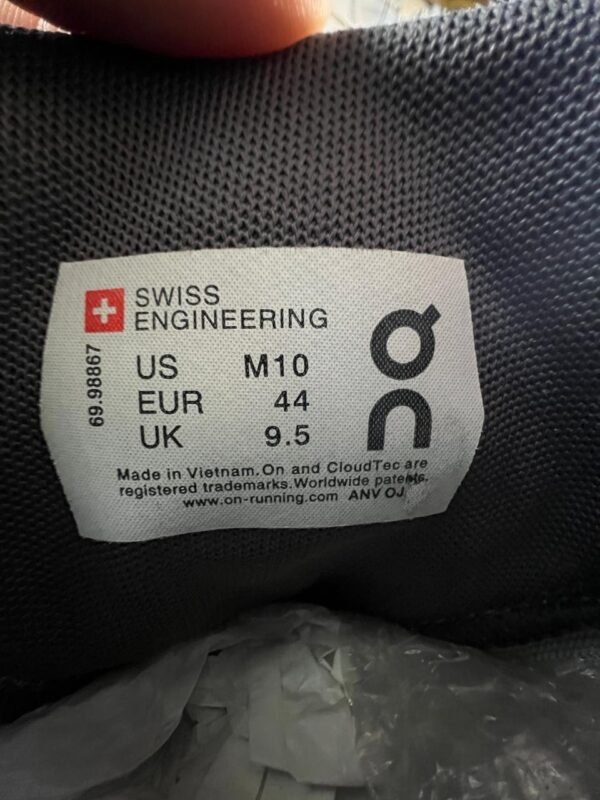 SWISS
ENGINEERING
69.98867
US M10
EUR 44
UK 9.5
Made in Vietnam.On and CloudTec are
registered trademarks.Worldwide patents.
www.on-running.com ANV OJ